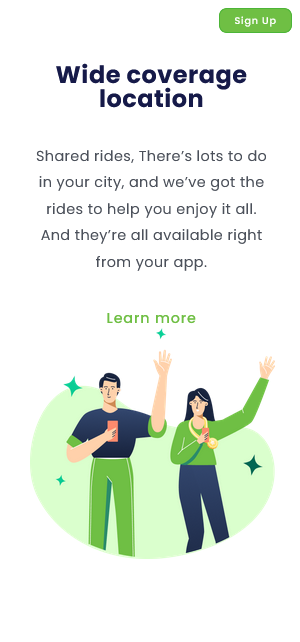 Sign Up
Wide coverage
location
Shared rides, There’s lots to do
in your city, and we’ve got the
rides to help you enjoy it all.
And they’re all available right
from your app.
Learn more